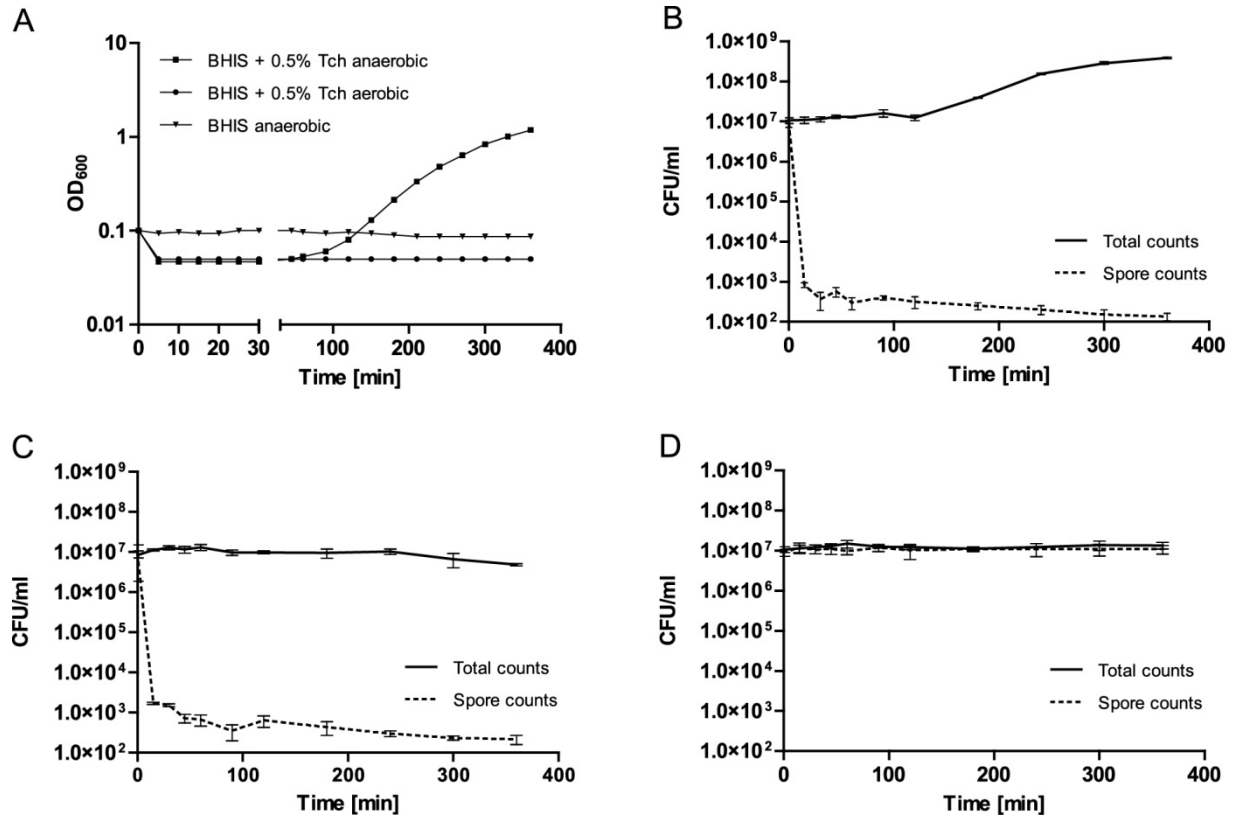 A
10
1
0.1
0.01
OD600
BHIS + 0.5% Tch anaerobic
BHIS + 0.5% Tch aerobic
BHIS anaerobic
0 10 20 30 100 200 300 400
Time [min]
B
1.0×10^9
1.0×10^8
1.0×10^7
1.0×10^6
1.0×10^5
1.0×10^4
1.0×10^3
1.0×10^2
CFU/ml
Total counts
Spore counts
0 100 200 300 400
Time [min]
C
1.0×10^9
1.0×10^8
1.0×10^7
1.0×10^6
1.0×10^5
1.0×10^4
1.0×10^3
1.0×10^2
CFU/ml
Total counts
Spore counts
0 100 200 300 400
Time [min]
D
1.0×10^9
1.0×10^8
1.0×10^7
1.0×10^6
1.0×10^5
1.0×10^4
1.0×10^3
1.0×10^2
CFU/ml
Total counts
Spore counts
0 100 200 300 400
Time [min]